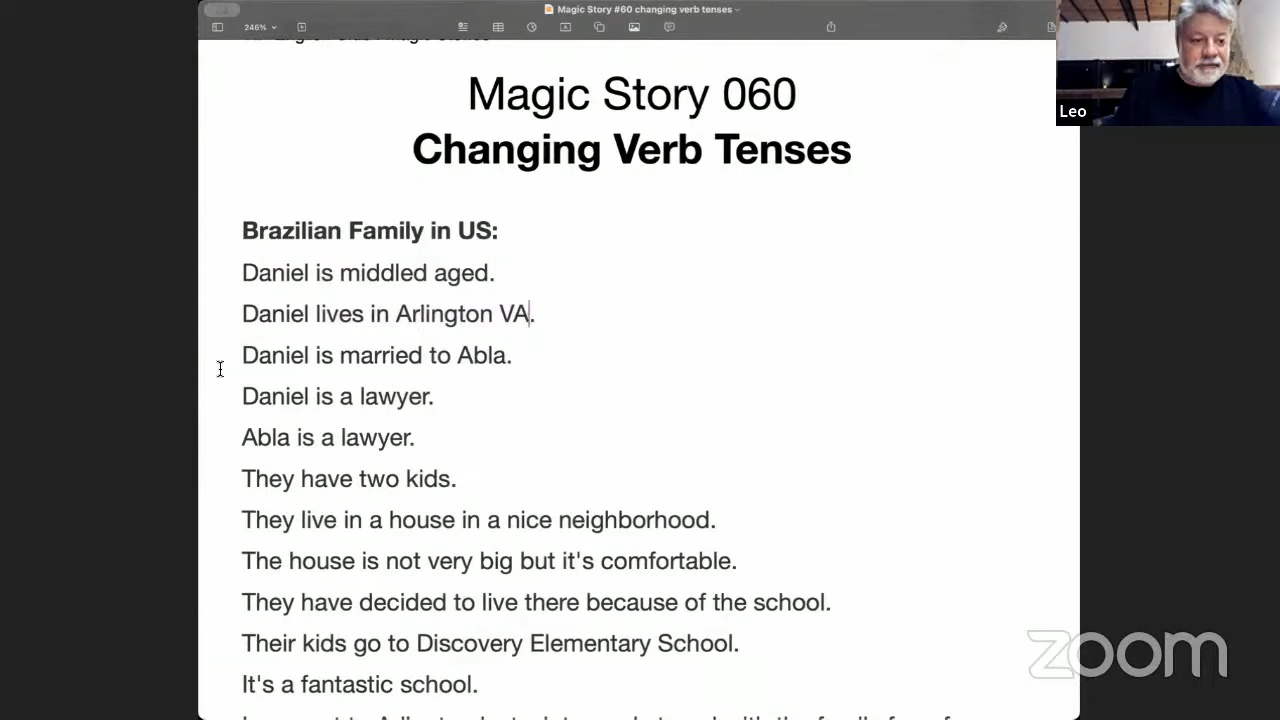 Magic Story #60 changing verb tenses
246%
Leo
Magic Story 060
Changing Verb Tenses
Brazilian Family in US:
Daniel is middled aged.
Daniel lives in Arlington VA.
Daniel is married to Abla.
Daniel is a lawyer.
Abla is a lawyer.
They have two kids.
They live in a house in a nice neighborhood.
The house is not very big but it's comfortable.
They have decided to live there because of the school.
Their kids go to Discovery Elementary School.
It's a fantastic school.
zoom